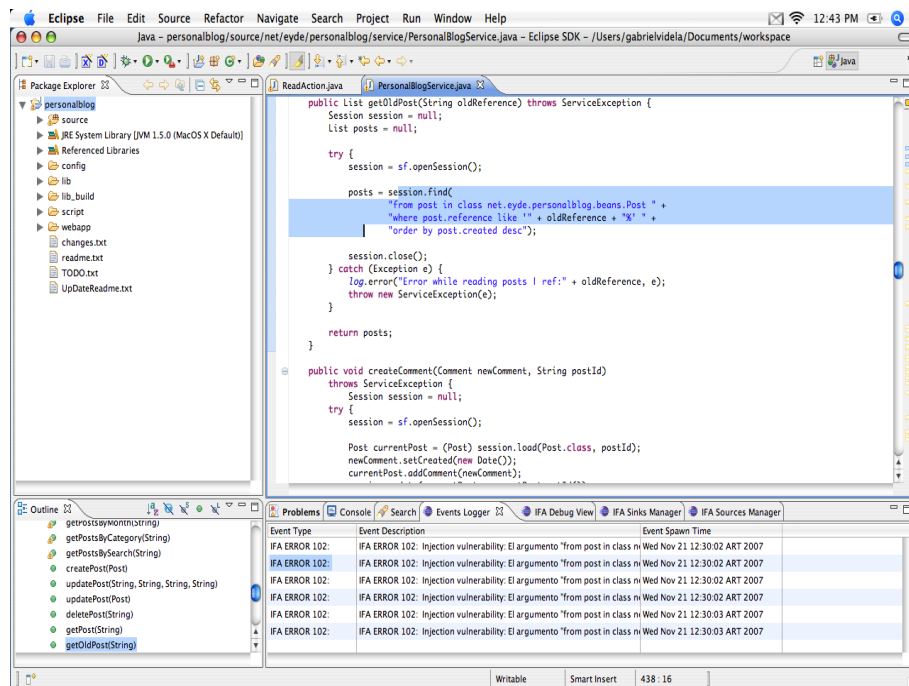 Eclipse File Edit Source Refactor Navigate Search Project Run Window Help 12:43 PM
Java – personalblog/source/net/eyde/personalblog/service/PersonalBlogService.java – Eclipse SDK – /Users/gabrielvidela/Documents/workspace
Java
Package Explorer
personalblog
source
JRE System Library [JVM 1.5.0 (MacOS X Default)]
Referenced Libraries
config
lib
lib_build
script
webapp
changes.txt
readme.txt
TODO.txt
UpDateReadme.txt
ReadAction.java PersonalBlogService.java
public List getOldPost(String oldReference) throws ServiceException {
Session session = null;
List posts = null;
try {
session = sf.openSession();
posts = session.find(
"from post in class net.eyde.personalblog.beans.Post " +
"where post.reference like '" + oldReference + "%' " +
"order by post.created desc");
session.close();
} catch (Exception e) {
log.error("Error while reading posts | ref:" + oldReference, e);
throw new ServiceException(e);
}
return posts;
}
public void createComment(Comment newComment, String postId)
throws ServiceException {
Session session = null;
try {
session = sf.openSession();
Post currentPost = (Post) session.load(Post.class, postId);
newComment.setCreated(new Date());
currentPost.addComment(newComment);
Outline
getPostsByMonth(String)
getPostsByCategory(String)
getPostsBySearch(String)
createPost(Post)
updatePost(String, String, String, String)
updatePost(Post)
deletePost(String)
getPost(String)
getOldPost(String)
Problems Console Search Events Logger IFA Debug View IFA Sinks Manager IFA Sources Manager
Event Type Event Description Event Spawn Time
IFA ERROR 102: IFA ERROR 102: Injection vulnerability: El argumento "from post in class n Wed Nov 21 12:30:02 ART 2007
IFA ERROR 102: IFA ERROR 102: Injection vulnerability: El argumento "from post in class n Wed Nov 21 12:30:02 ART 2007
IFA ERROR 102: IFA ERROR 102: Injection vulnerability: El argumento "from post in class n Wed Nov 21 12:30:02 ART 2007
IFA ERROR 102: IFA ERROR 102: Injection vulnerability: El argumento "from post in class n Wed Nov 21 12:30:02 ART 2007
IFA ERROR 102: IFA ERROR 102: Injection vulnerability: El argumento "from post in class n Wed Nov 21 12:30:03 ART 2007
IFA ERROR 102: IFA ERROR 102: Injection vulnerability: El argumento "from post in class n Wed Nov 21 12:30:03 ART 2007
Writable Smart Insert 438 : 16